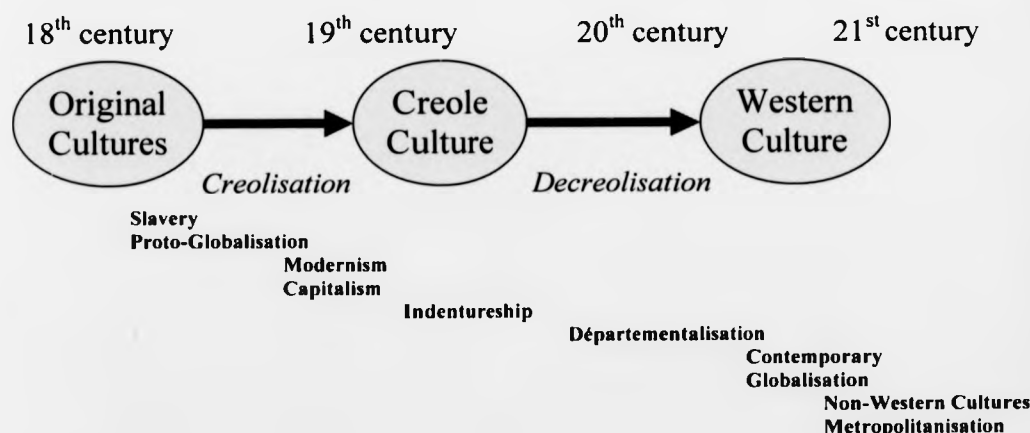 18th century 19th century 20th century 21st century
Original Cultures
Creole Culture
Western Culture
Creolisation Decreolisation
Slavery
Proto-Globalisation
Modernism
Capitalism
Indentureship
Départementalisation
Contemporary
Globalisation
Non-Western Cultures
Metropolitanisation